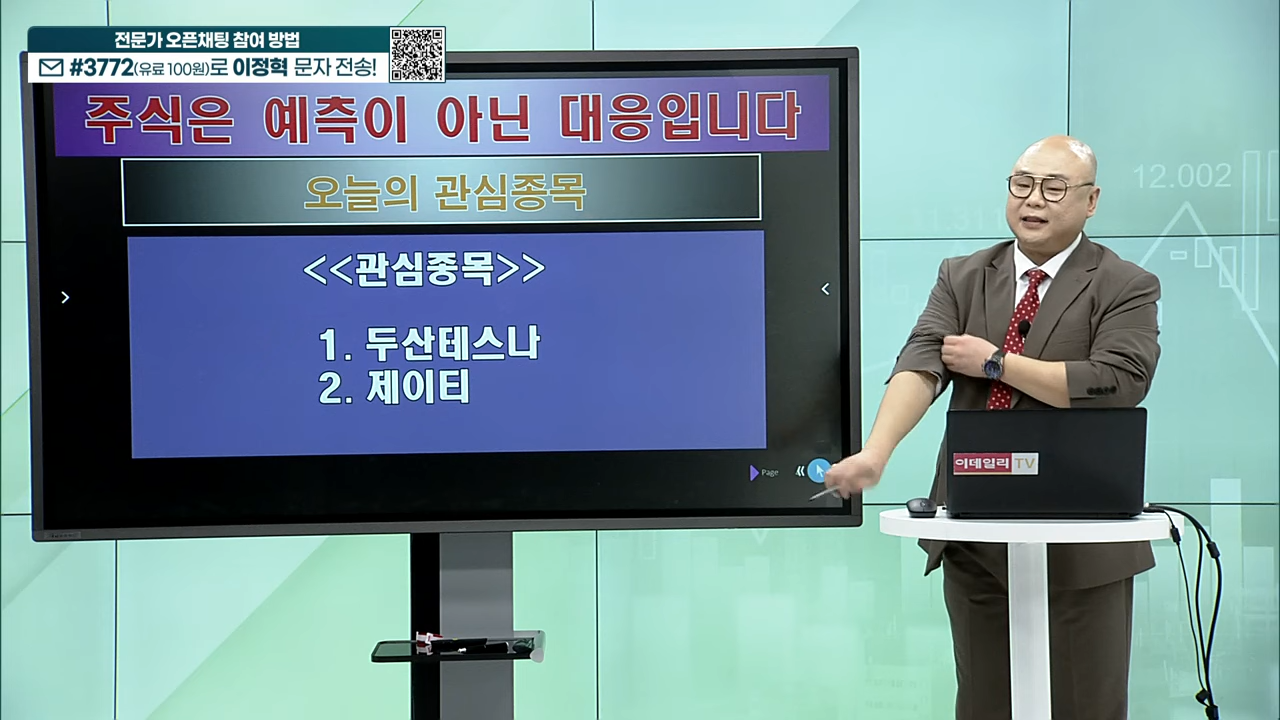 전문가 오픈채팅 참여 방법
#3772(유료 100원)로 이정혁 문자 전송!
주식은 예측이 아닌 대응입니다
오늘의 관심종목
<<관심종목>>
1. 두산테스나
2. 제이티
Page
이데일리TV
12.002